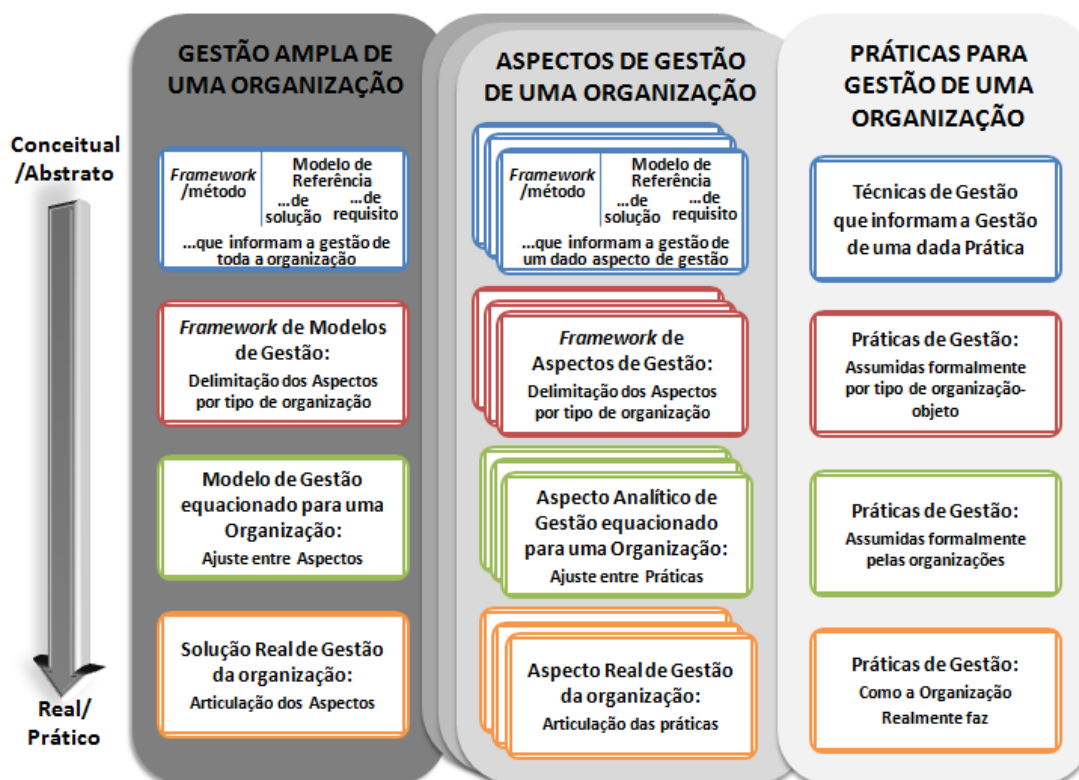 GESTÃO AMPLA DE
UMA ORGANIZAÇÃO
ASPECTOS DE GESTÃO
DE UMA ORGANIZAÇÃO
PRÁTICAS PARA
GESTÃO DE UMA
ORGANIZAÇÃO
Conceitual
/Abstrato
Framework
/método
Modelo de
Referência
...de
solução
...de
requisito
...que informam a gestão de
toda a organização
Framework
/método
Modelo de
Referência
...de
solução
...de
requisito
...que informam a gestão de
um dado aspecto de gestão
Técnicas de Gestão
que informam a Gestão
de uma dada Prática
Framework de Modelos
de Gestão:
Delimitação dos Aspectos
por tipo de organização
Framework de
Aspectos de Gestão:
Delimitação dos Aspectos
por tipo de organização
Práticas de Gestão:
Assumidas formalmente
por tipo de organização-
objeto
Modelo de Gestão
equacionado para uma
Organização:
Ajuste entre Aspectos
Aspecto Analítico de
Gestão equacionado
para uma Organização:
Ajuste entre Práticas
Práticas de Gestão:
Assumidas formalmente
pelas organizações
Solução Real de Gestão
da organização:
Articulação dos Aspectos
Aspecto Real de Gestão
da organização:
Articulação das práticas
Práticas de Gestão:
Como a Organização
Realmente faz
Real/
Prático